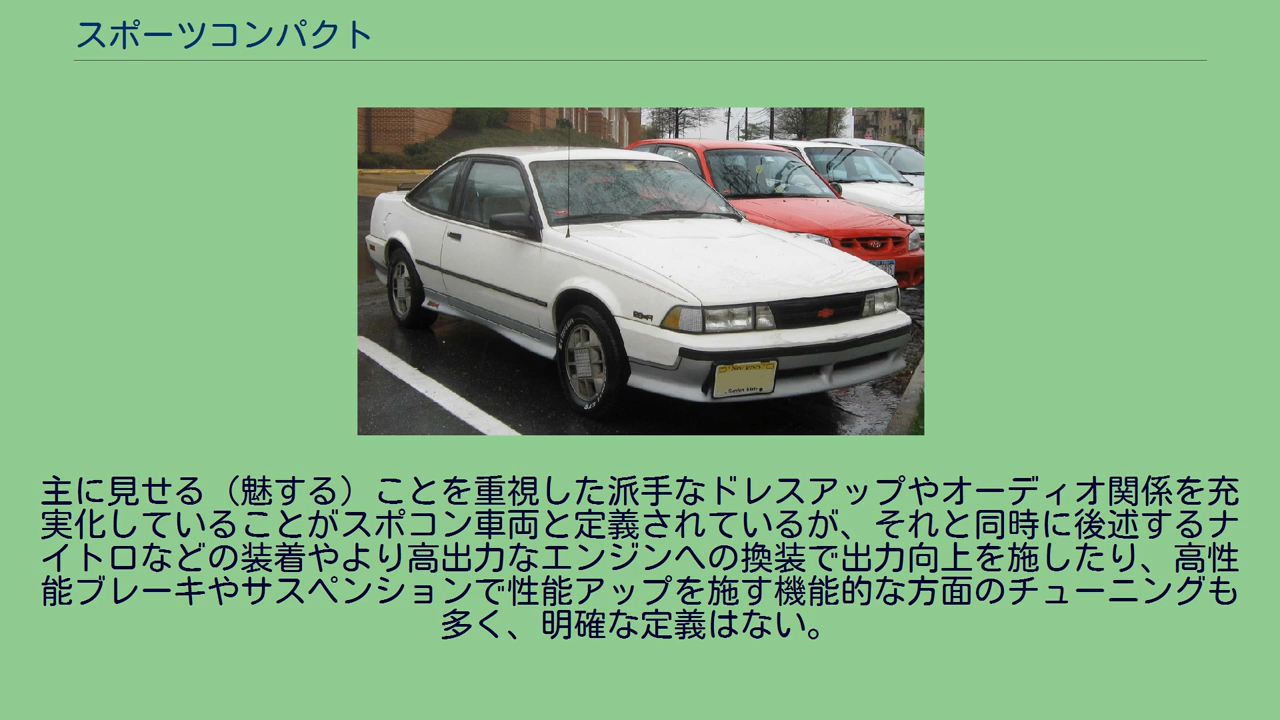 スポーツコンパクト
主に見せる（魅する）ことを重視した派手なドレスアップやオーディオ関係を充
実化していることがスポコン車両と定義されているが、それと同時に後述するナ
イトロなどの装着やより高出力なエンジンへの換装で出力向上を施したり、高性
能ブレーキやサスペンションで性能アップを施す機能的な方面のチューニングも
多く、明確な定義はない。